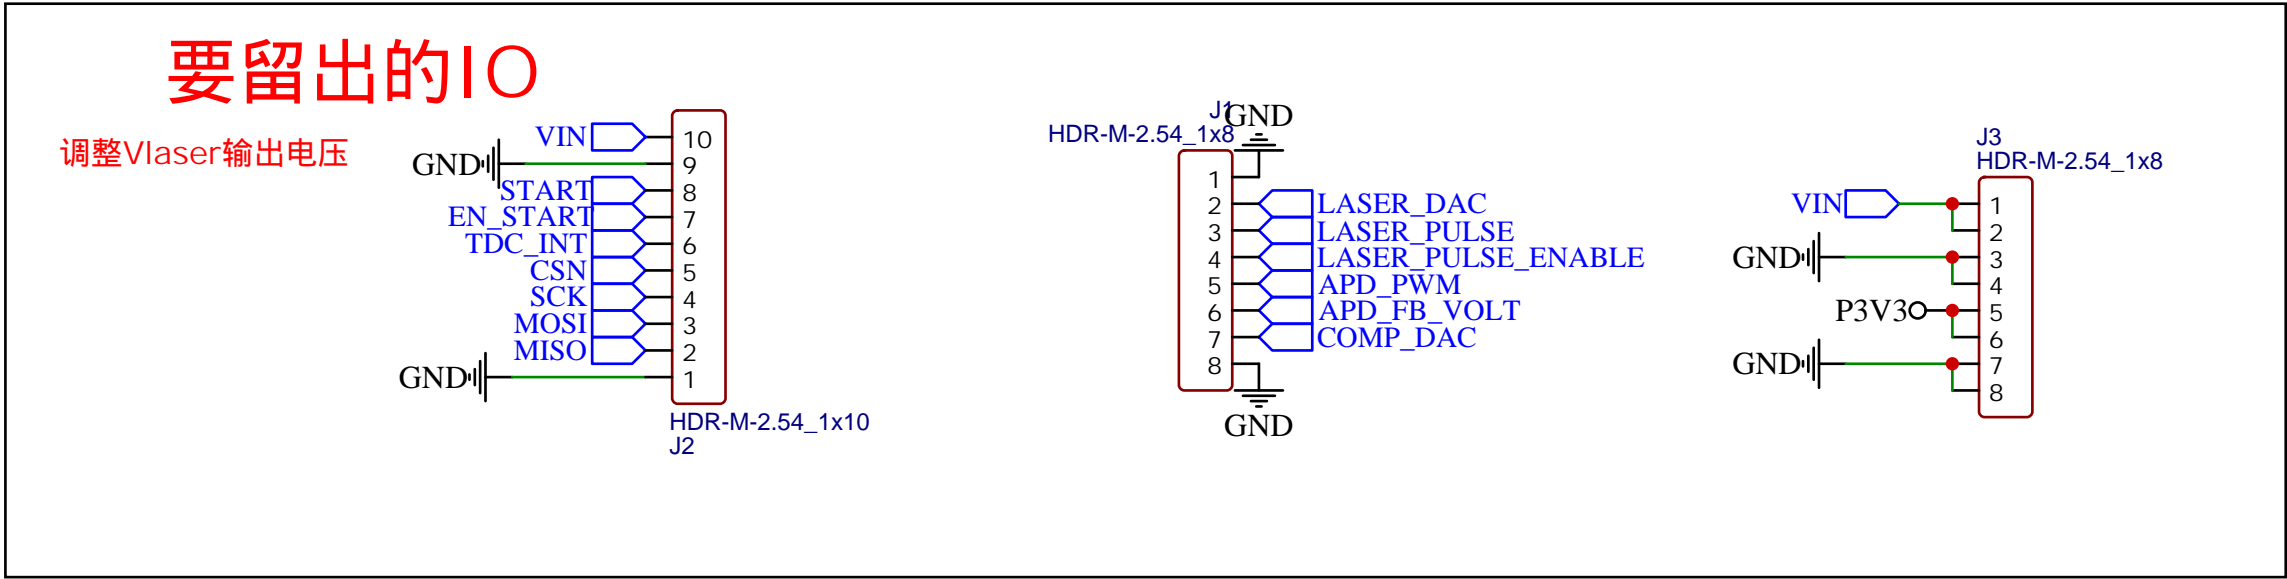 要留出的IO
调整Vlaser输出电压
VIN
10
GND
9
START
8
EN_START
7
TDC_INT
6
CSN
5
SCK
4
MOSI
3
MISO
2
GND
1
HDR-M-2.54_1x10
J2
J1
GND
HDR-M-2.54_1x8
1
2
LASER_DAC
3
LASER_PULSE
4
LASER_PULSE_ENABLE
5
APD_PWM
6
APD_FB_VOLT
7
COMP_DAC
8
GND
J3
HDR-M-2.54_1x8
VIN
1
2
GND
3
4
P3V3
5
6
GND
7
8